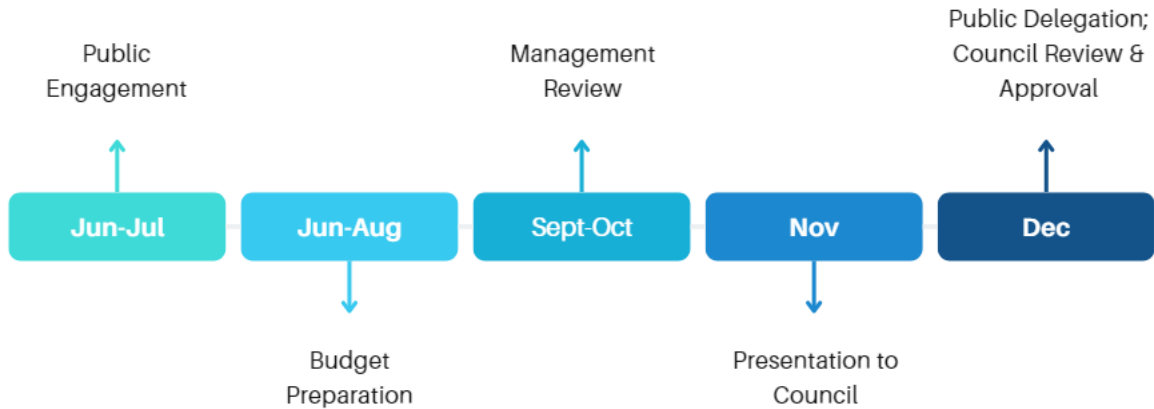 Public
Engagement
Management
Review
Public Delegation;
Council Review &
Approval
Jun-Jul
Jun-Aug
Sept-Oct
Nov
Dec
Budget
Preparation
Presentation to
Council